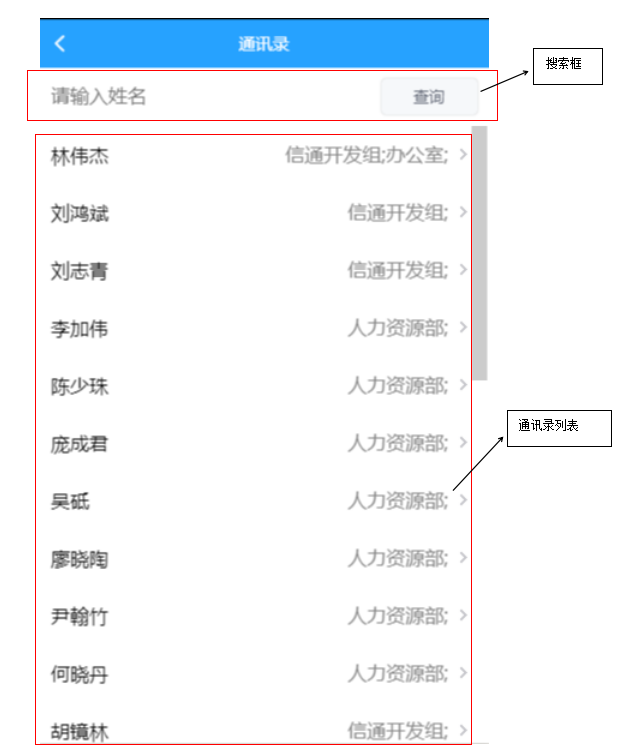 通讯录
搜索框
请输入姓名 查询
林伟杰 信通开发组;办公室;
刘鸿斌 信通开发组;
刘志青 信通开发组;
李加伟 人力资源部;
陈少珠 人力资源部;
庞成君 人力资源部;
通讯录列表
吴砥 人力资源部;
廖晓陶 人力资源部;
尹翰竹 人力资源部;
何晓丹 人力资源部;
胡镜林 信通开发组;